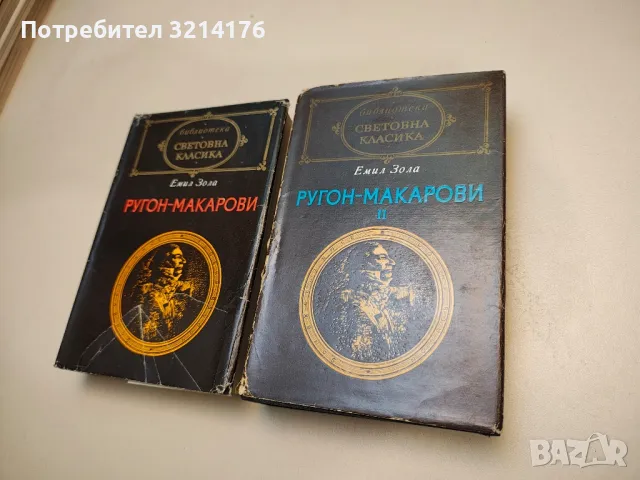 Потребител 3214176
библиотека
СВЕТОВНА
КЛАСИКА
Емил Зола
РУГОН-МАКАРОВИ
библиотека
СВЕТОВНА
КЛАСИКА
Емил Зола
РУГОН-МАКАРОВИ
II
BAZAR